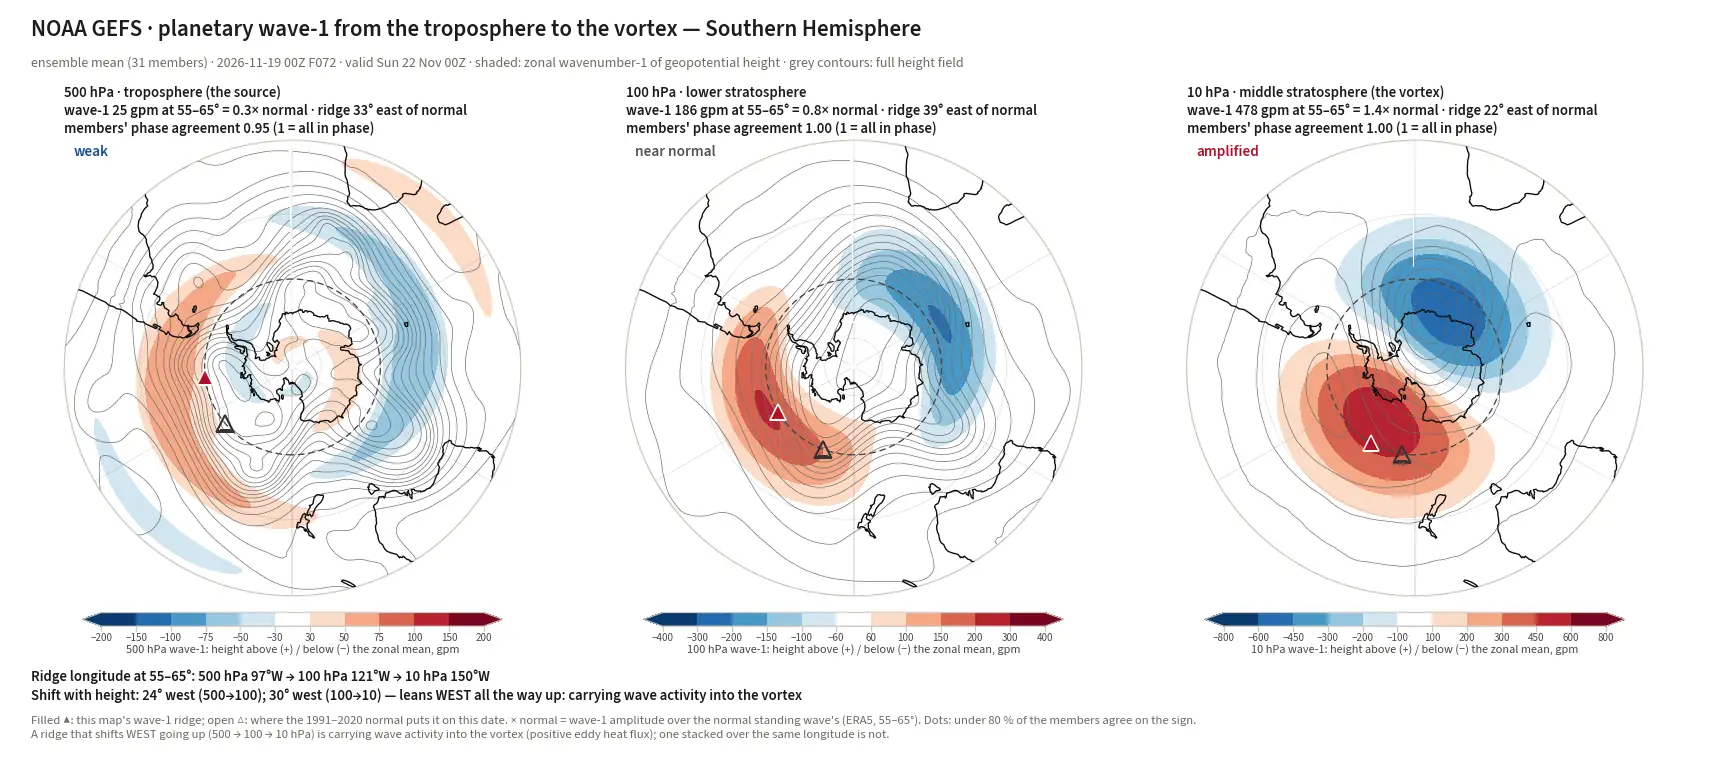 NOAA GEFS · planetary wave-1 from the troposphere to the vortex — Southern Hemisphere
ensemble mean (31 members) · 2026-11-19 00Z F072 · valid Sun 22 Nov 00Z · shaded: zonal wavenumber-1 of geopotential height · grey contours: full height field
500 hPa · troposphere (the source)
wave-1 25 gpm at 55–65° = 0.3× normal · ridge 33° east of normal
members' phase agreement 0.95 (1 = all in phase)
weak
100 hPa · lower stratosphere
wave-1 186 gpm at 55–65° = 0.8× normal · ridge 39° east of normal
members' phase agreement 1.00 (1 = all in phase)
near normal
10 hPa · middle stratosphere (the vortex)
wave-1 478 gpm at 55–65° = 1.4× normal · ridge 22° east of normal
members' phase agreement 1.00 (1 = all in phase)
amplified
−200 −150 −100 −75 −50 −30 30 50 75 100 150 200
500 hPa wave-1: height above (+) / below (−) the zonal mean, gpm
−400 −300 −200 −150 −100 −60 60 100 150 200 300 400
100 hPa wave-1: height above (+) / below (−) the zonal mean, gpm
−800 −600 −450 −300 −200 −100 100 200 300 450 600 800
10 hPa wave-1: height above (+) / below (−) the zonal mean, gpm
Ridge longitude at 55–65°: 500 hPa 97°W → 100 hPa 121°W → 10 hPa 150°W
Shift with height: 24° west (500→100); 30° west (100→10) — leans WEST all the way up: carrying wave activity into the vortex
Filled ▲: this map's wave-1 ridge; open △: where the 1991–2020 normal puts it on this date. × normal = wave-1 amplitude over the normal standing wave's (ERA5, 55–65°). Dots: under 80 % of the members agree on the sign.
A ridge that shifts WEST going up (500 → 100 → 10 hPa) is carrying wave activity into the vortex (positive eddy heat flux); one stacked over the same longitude is not.